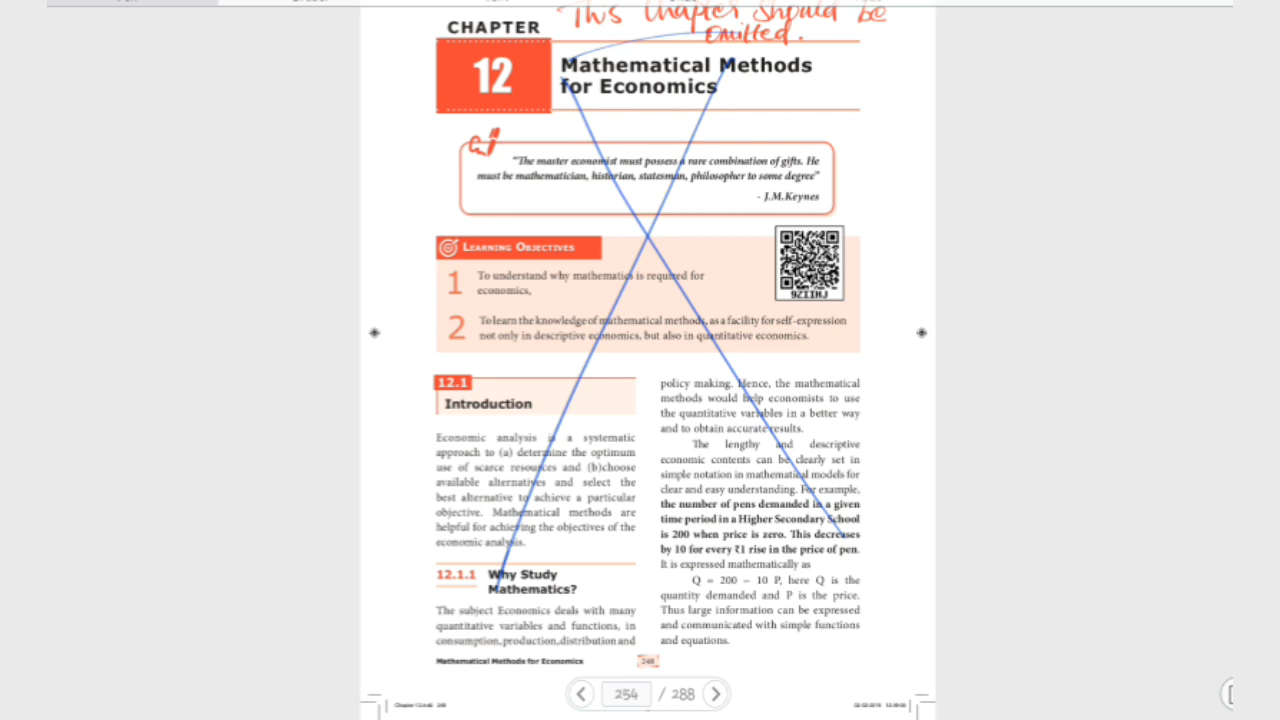 This Chapter Should be
Omitted.
CHAPTER
12
Mathematical Methods
for Economics
"The master economist must possess a rare combination of gifts. He
must be mathematician, historian, statesman, philosopher to some degree"
- J.M.Keynes
LEARNING OBJECTIVES
1 To understand why mathematics is required for
economics,
2 To learn the knowledge of mathematical methods, as a facility for self-expression
not only in descriptive economics, but also in quantitative economics.
9ZIIHJ
12.1
Introduction
Economic analysis is a systematic
approach to (a) determine the optimum
use of scarce resources and (b)choose
available alternatives and select the
best alternative to achieve a particular
objective. Mathematical methods are
helpful for achieving the objectives of the
economic analysis.
12.1.1 Why Study
Mathematics?
The subject Economics deals with many
quantitative variables and functions, in
consumption, production, distribution and
policy making. Hence, the mathematical
methods would help economists to use
the quantitative variables in a better way
and to obtain accurate results.
The lengthy and descriptive
economic contents can be clearly set in
simple notation in mathematical models for
clear and easy understanding. For example,
the number of pens demanded in a given
time period in a Higher Secondary School
is 200 when price is zero. This decreases
by 10 for every ₹1 rise in the price of pen.
It is expressed mathematically as
Q = 200 – 10 P, here Q is the
quantity demanded and P is the price.
Thus large information can be expressed
and communicated with simple functions
and equations.
Mathematical Methods for Economics
248
254 / 288